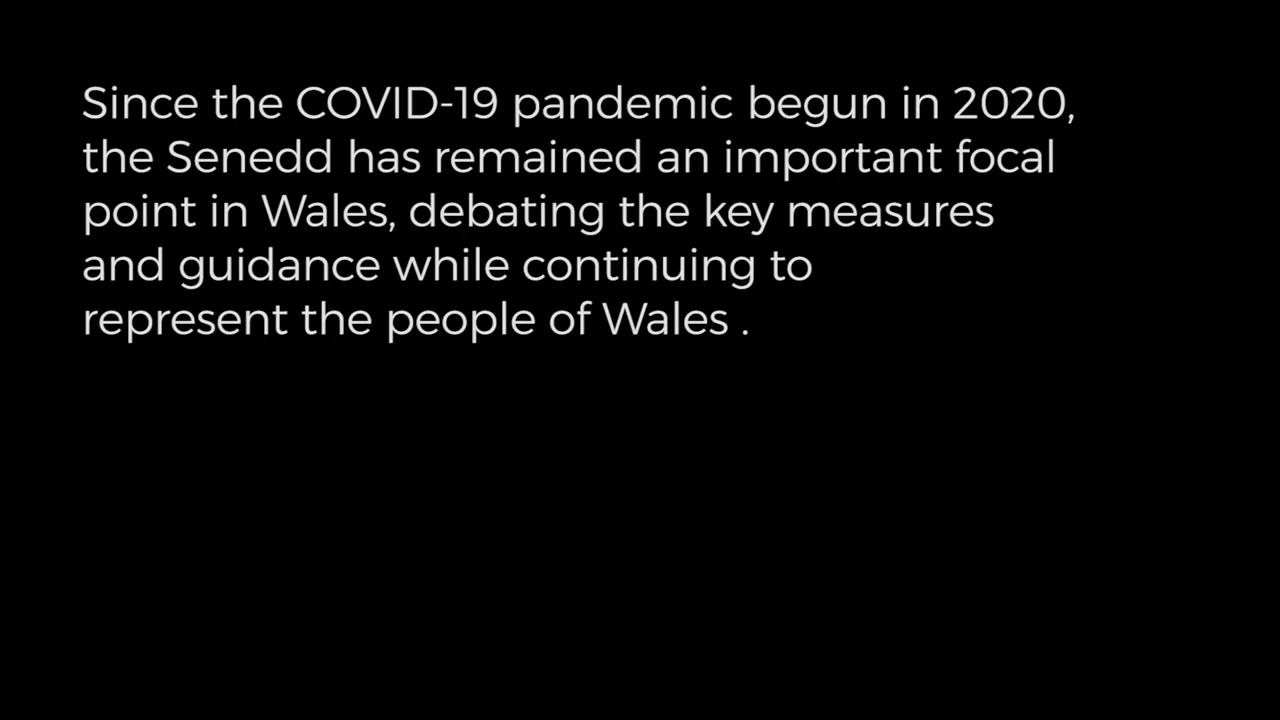 Since the COVID-19 pandemic begun in 2020,
the Senedd has remained an important focal
point in Wales, debating the key measures
and guidance while continuing to
represent the people of Wales .